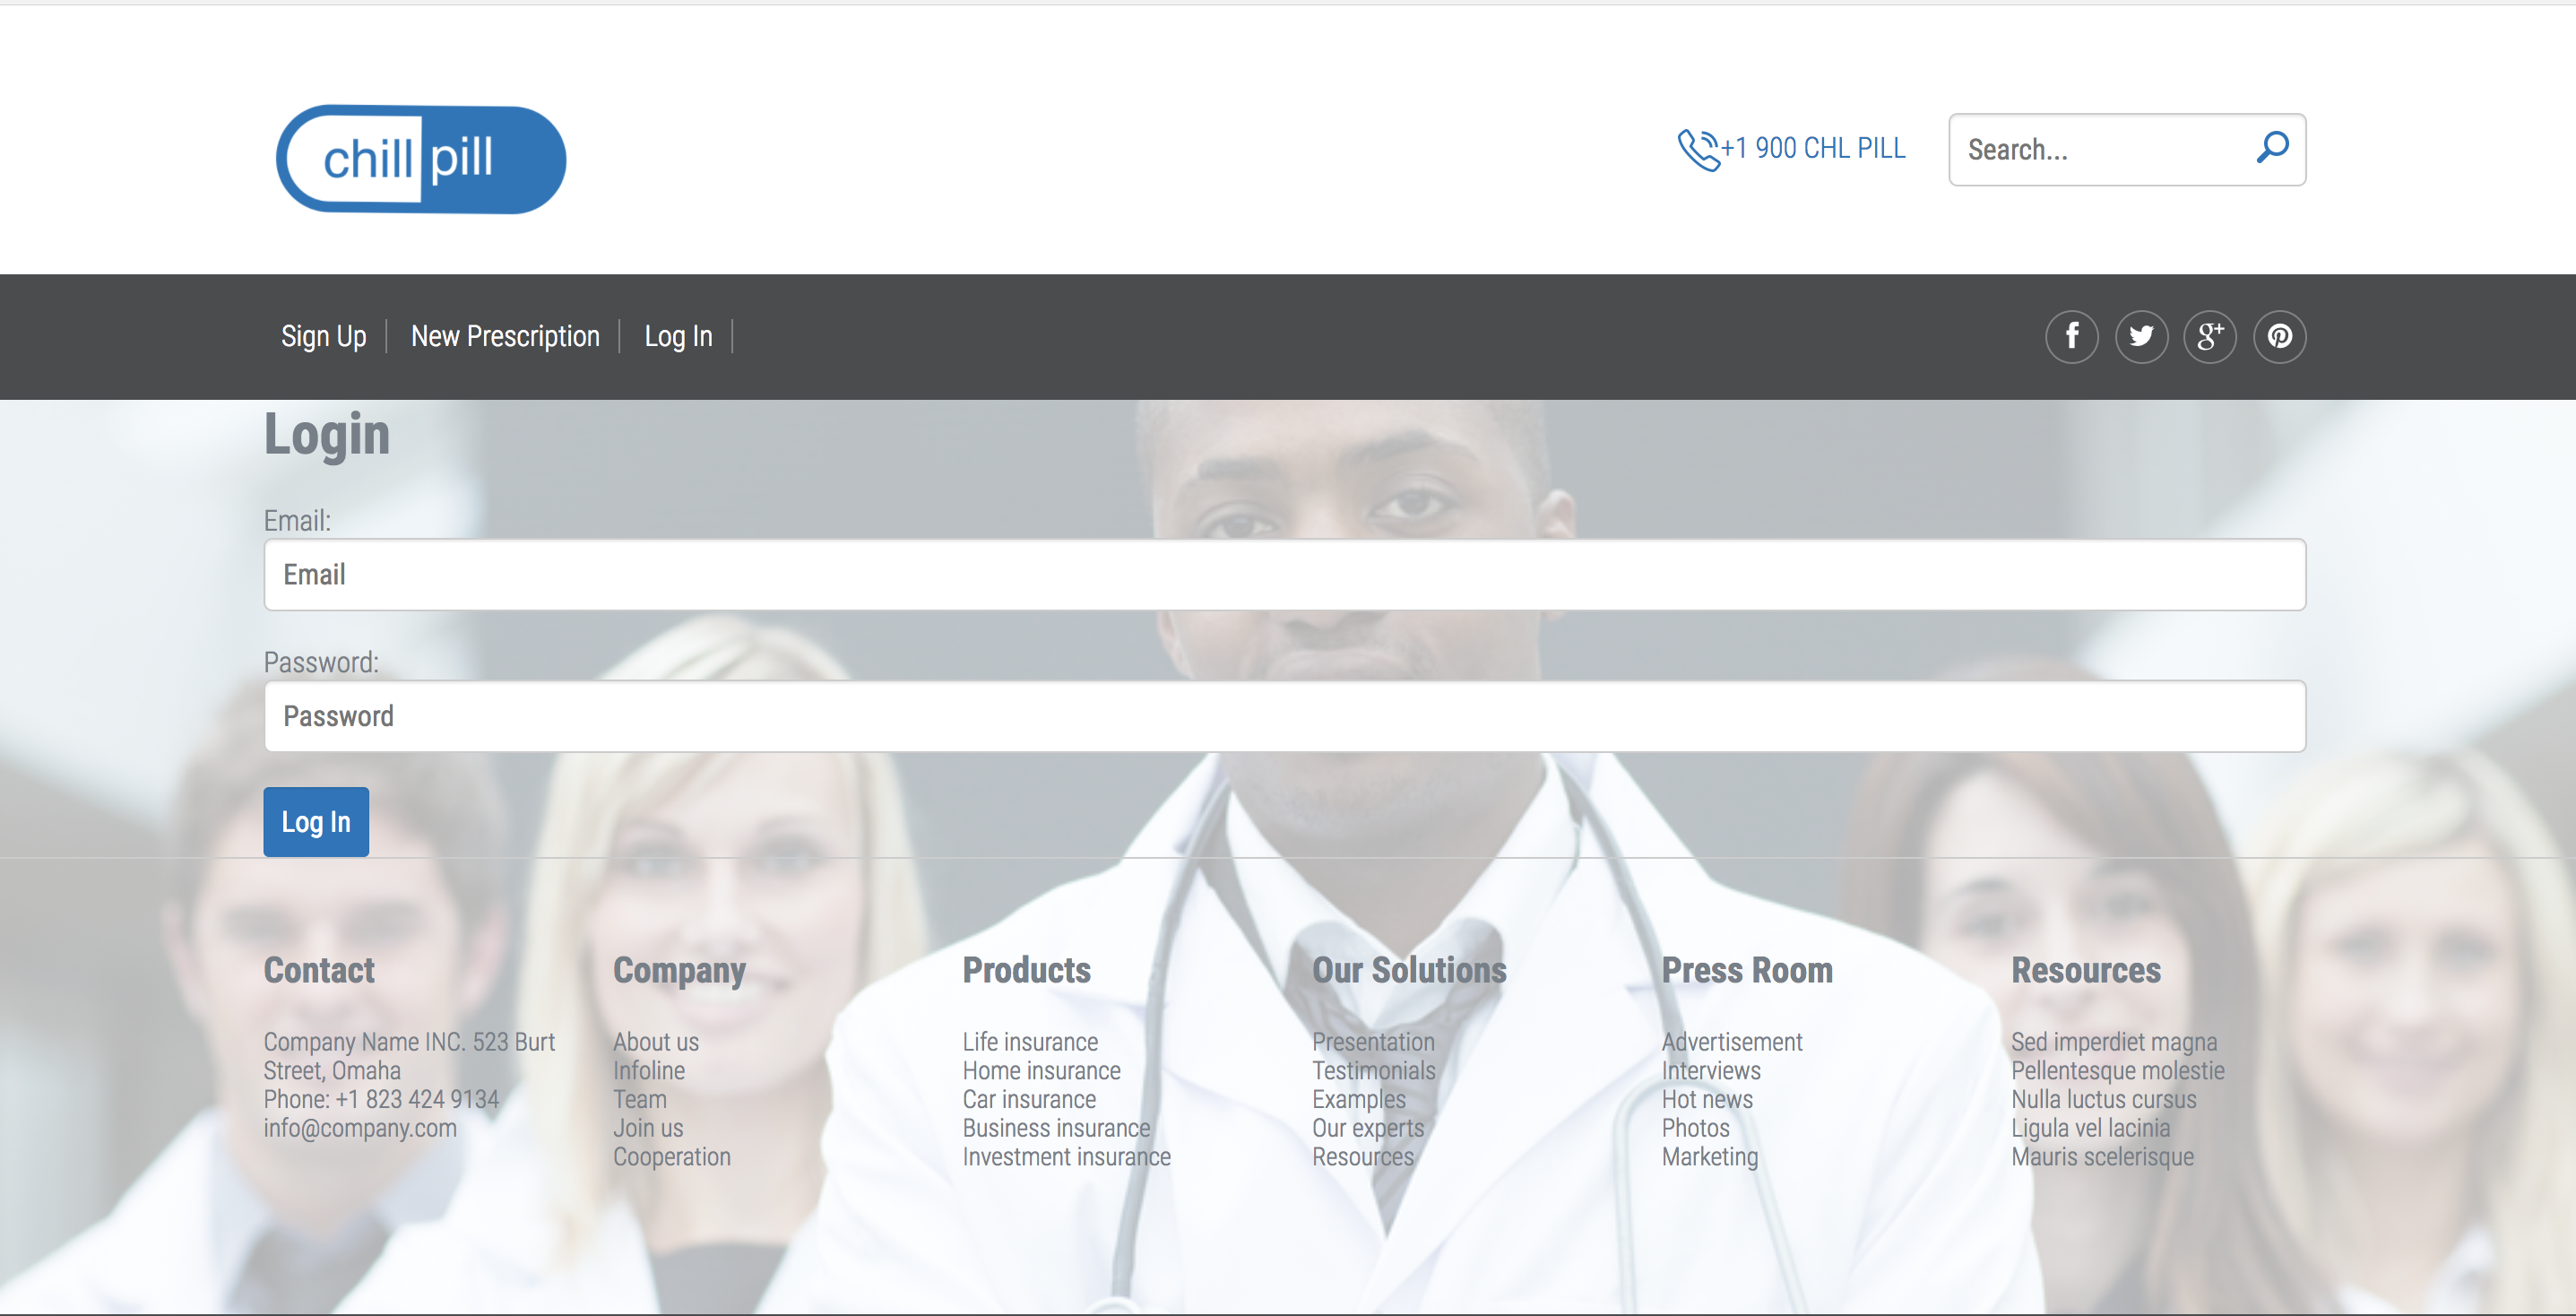 chill pill
+1 900 CHL PILL
Search...
Sign Up
New Prescription
Log In
f
g+
Login
Email:
Email
Password:
Password
Log In
Contact
Company Name INC. 523 Burt
Street, Omaha
Phone: +1 823 424 9134
info@company.com
Company
About us
Infoline
Team
Join us
Cooperation
Products
Life insurance
Home insurance
Car insurance
Business insurance
Investment insurance
Our Solutions
Presentation
Testimonials
Examples
Our experts
Resources
Press Room
Advertisement
Interviews
Hot news
Photos
Marketing
Resources
Sed imperdiet magna
Pellentesque molestie
Nulla luctus cursus
Ligula vel lacinia
Mauris scelerisque